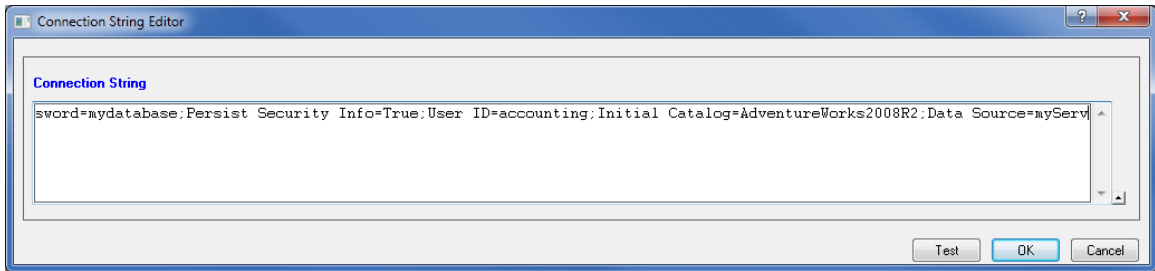 Connection String Editor
Connection String
sword=mydatabase;Persist Security Info=True;User ID=accounting;Initial Catalog=AdventureWorks2008R2;Data Source=myServ
Test OK Cancel